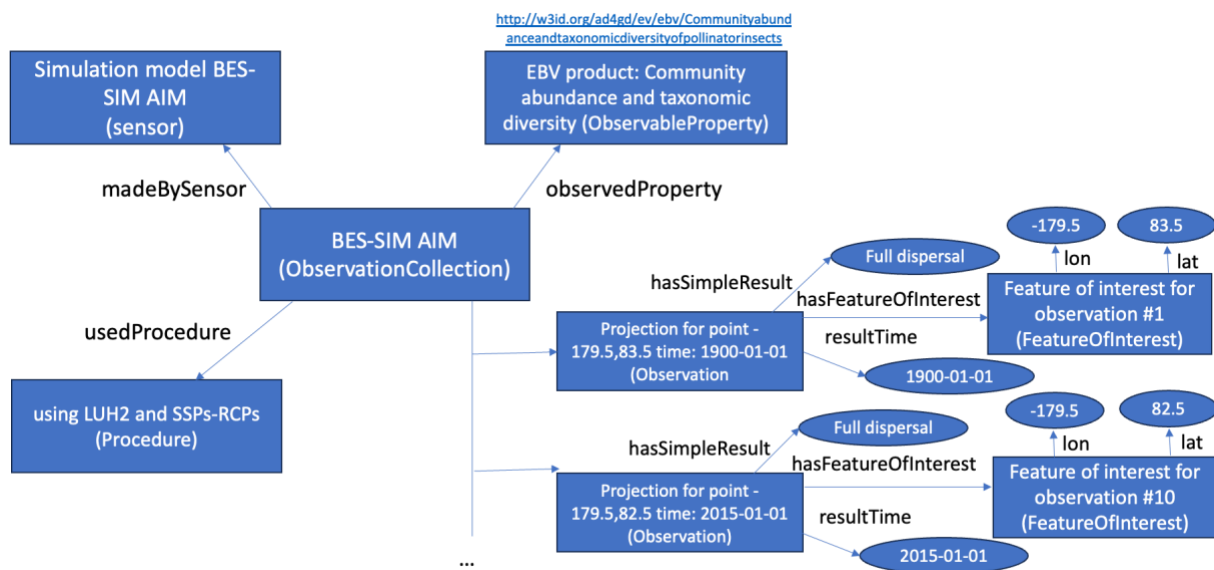 http://w3id.org/ad4gd/ev/ebv/Communityabund
anceandtaxonomicdiversityofpollinatorinsects
Simulation model BES-
SIM AIM
(sensor)
EBV product: Community
abundance and taxonomic
diversity (ObservableProperty)
madeBySensor
observedProperty
BES-SIM AIM
(ObservationCollection)
usedProcedure
using LUH2 and SSPs-RCPs
(Procedure)
-179.5
83.5
lon
lat
Full dispersal
hasSimpleResult
hasFeatureOfInterest
Feature of interest for
observation #1
(FeatureOfInterest)
Projection for point -
179.5,83.5 time: 1900-01-01
(Observation
resultTime
1900-01-01
-179.5
82.5
lon
lat
Full dispersal
hasSimpleResult
hasFeatureOfInterest
Feature of interest for
observation #10
(FeatureOfInterest)
Projection for point -
179.5,82.5 time: 2015-01-01
(Observation)
resultTime
2015-01-01
...